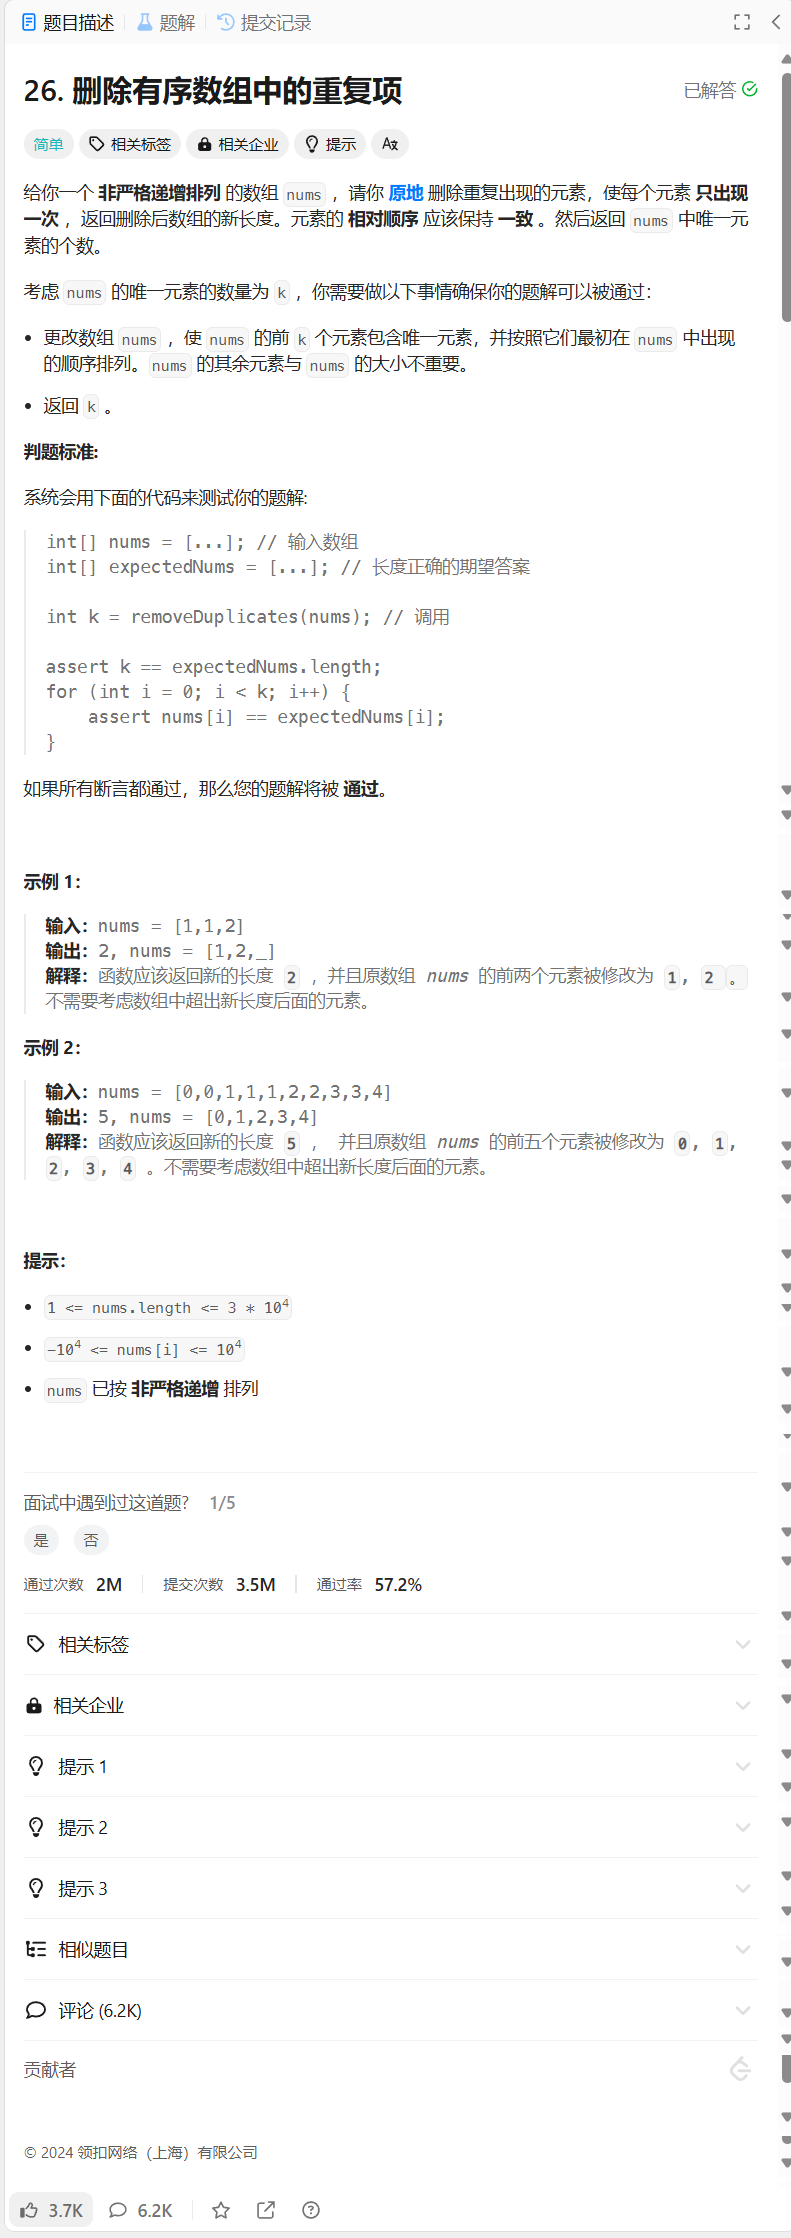 题目描述 题解 提交记录
26. 删除有序数组中的重复项 已解答
简单 相关标签 相关企业 提示
给你一个 非严格递增排列 的数组 nums ，请你 原地 删除重复出现的元素，使每个元素 只出现
一次 ，返回删除后数组的新长度。元素的 相对顺序 应该保持 一致 。然后返回 nums 中唯一元
素的个数。
考虑 nums 的唯一元素的数量为 k ，你需要做以下事情确保你的题解可以被通过：
• 更改数组 nums ，使 nums 的前 k 个元素包含唯一元素，并按照它们最初在 nums 中出现
的顺序排列。nums 的其余元素与 nums 的大小不重要。
• 返回 k 。
判题标准:
系统会用下面的代码来测试你的题解:
int[] nums = [...]; // 输入数组
int[] expectedNums = [...]; // 长度正确的期望答案
int k = removeDuplicates(nums); // 调用
assert k == expectedNums.length;
for (int i = 0; i < k; i++) {
    assert nums[i] == expectedNums[i];
}
如果所有断言都通过，那么您的题解将被 通过。
示例 1：
输入：nums = [1,1,2]
输出：2, nums = [1,2,_]
解释：函数应该返回新的长度 2 ，并且原数组 nums 的前两个元素被修改为 1, 2 。
不需要考虑数组中超出新长度后面的元素。
示例 2：
输入：nums = [0,0,1,1,1,2,2,3,3,4]
输出：5, nums = [0,1,2,3,4]
解释：函数应该返回新的长度 5 ， 并且原数组 nums 的前五个元素被修改为 0, 1,
2, 3, 4 。不需要考虑数组中超出新长度后面的元素。
提示：
• 1 <= nums.length <= 3 * 10⁴
• -10⁴ <= nums[i] <= 10⁴
• nums 已按 非严格递增 排列
面试中遇到过这道题? 1/5
是 否
通过次数 2M 提交次数 3.5M 通过率 57.2%
相关标签
相关企业
提示 1
提示 2
提示 3
相似题目
评论 (6.2K)
贡献者
© 2024 领扣网络（上海）有限公司
3.7K 6.2K